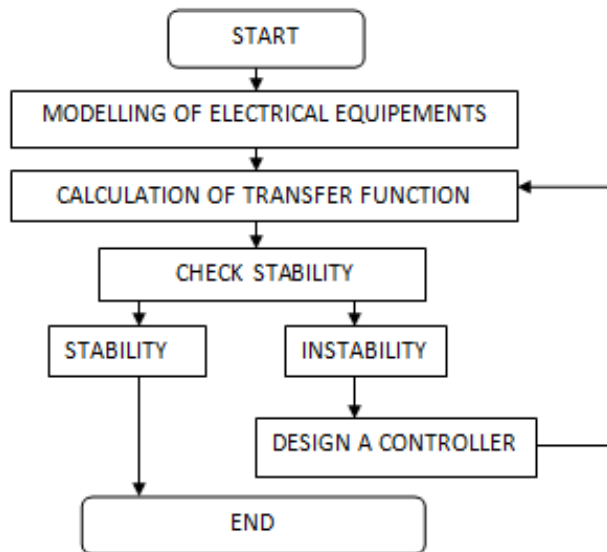 START
MODELLING OF ELECTRICAL EQUIPEMENTS
CALCULATION OF TRANSFER FUNCTION
CHECK STABILITY
STABILITY
INSTABILITY
DESIGN A CONTROLLER
END